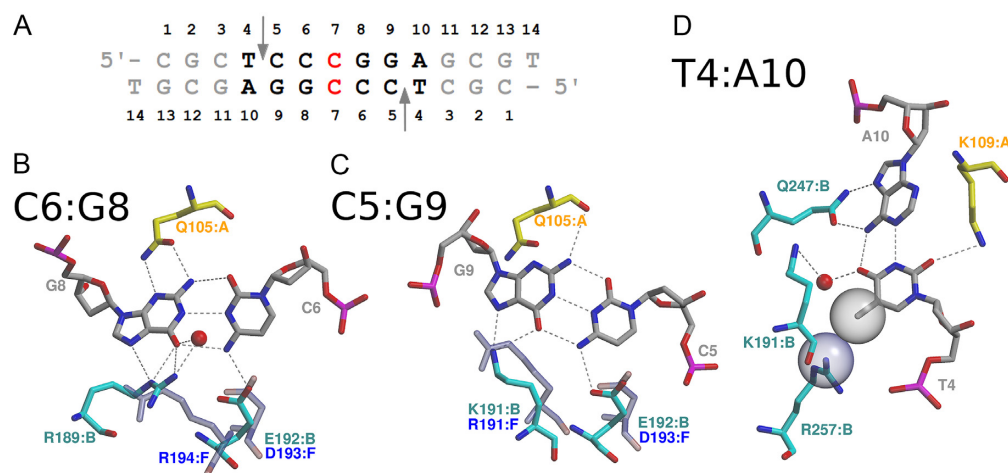 A
1 2 3 4 5 6 7 8 9 10 11 12 13 14
5'- C G C T C C C G G A G C G T
T G C G A G G C C C T C G C - 5'
14 13 12 11 10 9 8 7 6 5 4 3 2 1
B
C6:G8
Q105:A
G8
C6
R189:B
R194:F
E192:B
D193:F
C
C5:G9
Q105:A
G9
C5
K191:B
R191:F
E192:B
D193:F
D
T4:A10
A10
K109:A
Q247:B
K191:B
T4
R257:B